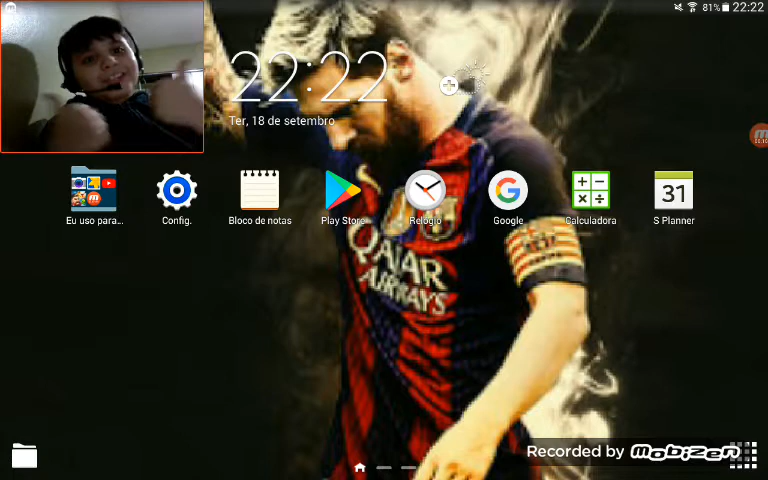 81% 22:22
22:22
Ter, 18 de setembro
Eu uso para... Config. Bloco de notas Play Store Relógio Google Calculadora S Planner
31
QATAR
AIRWAYS
Recorded by mobizen